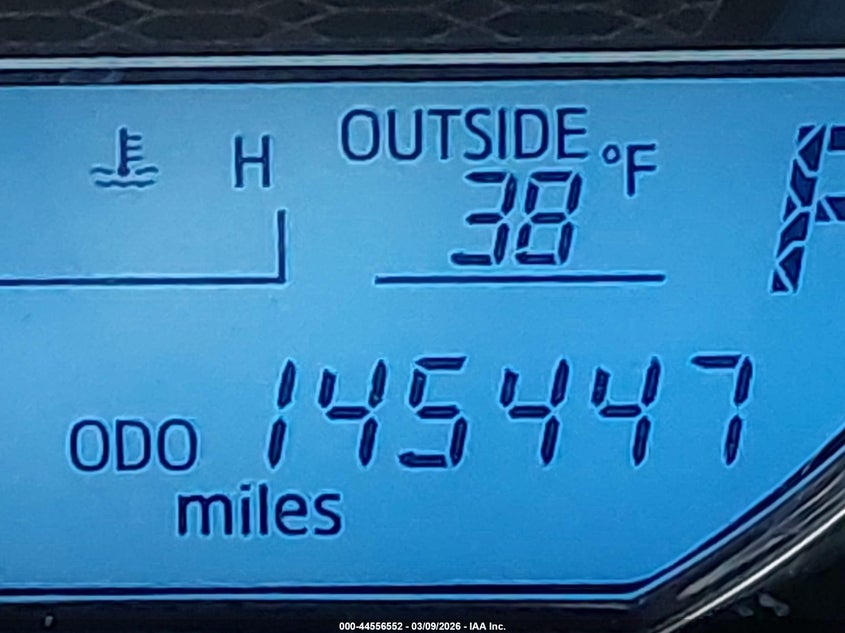 H
OUTSIDE
38 °F
ODO 145447
miles
000-44556552 - 03/09/2026 - IAA Inc.